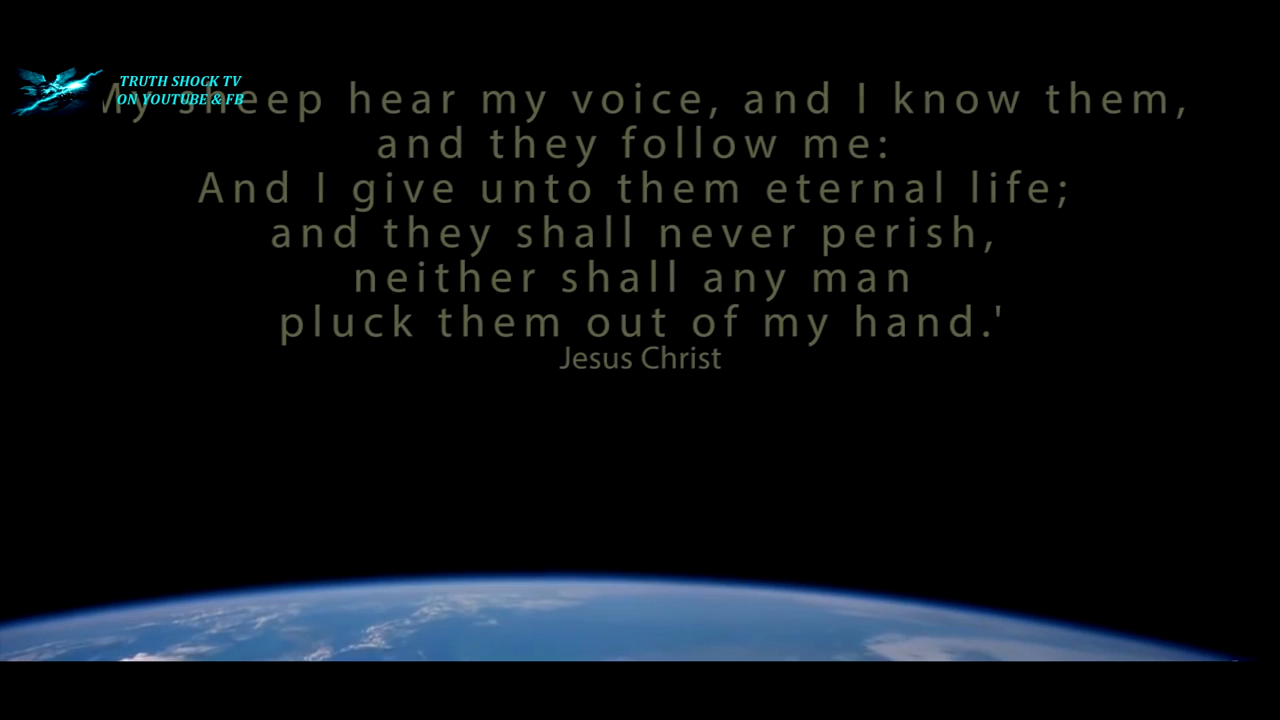 TRUTH SHOCK TV
ON YOUTUBE & FB
My sheep hear my voice, and I know them,
and they follow me:
And I give unto them eternal life;
and they shall never perish,
neither shall any man
pluck them out of my hand.'
Jesus Christ